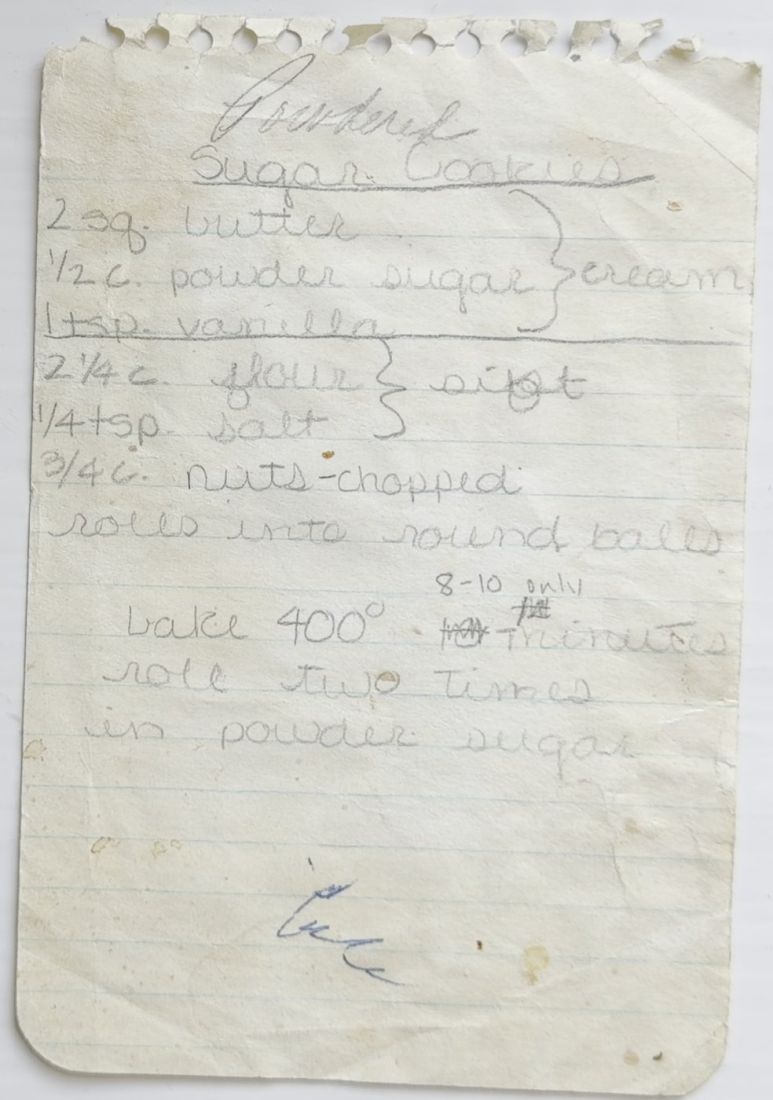 Powdered
Sugar Cookies
2 sq. butter
1/2 c. powder sugar } cream
1 tsp. vanilla
2 1/4 c. flour } sift
1/4 tsp. salt
3/4 c. nuts-chopped
rolls into round balls
8-10 only
bake 400° minutes
roll two times
in powder sugar